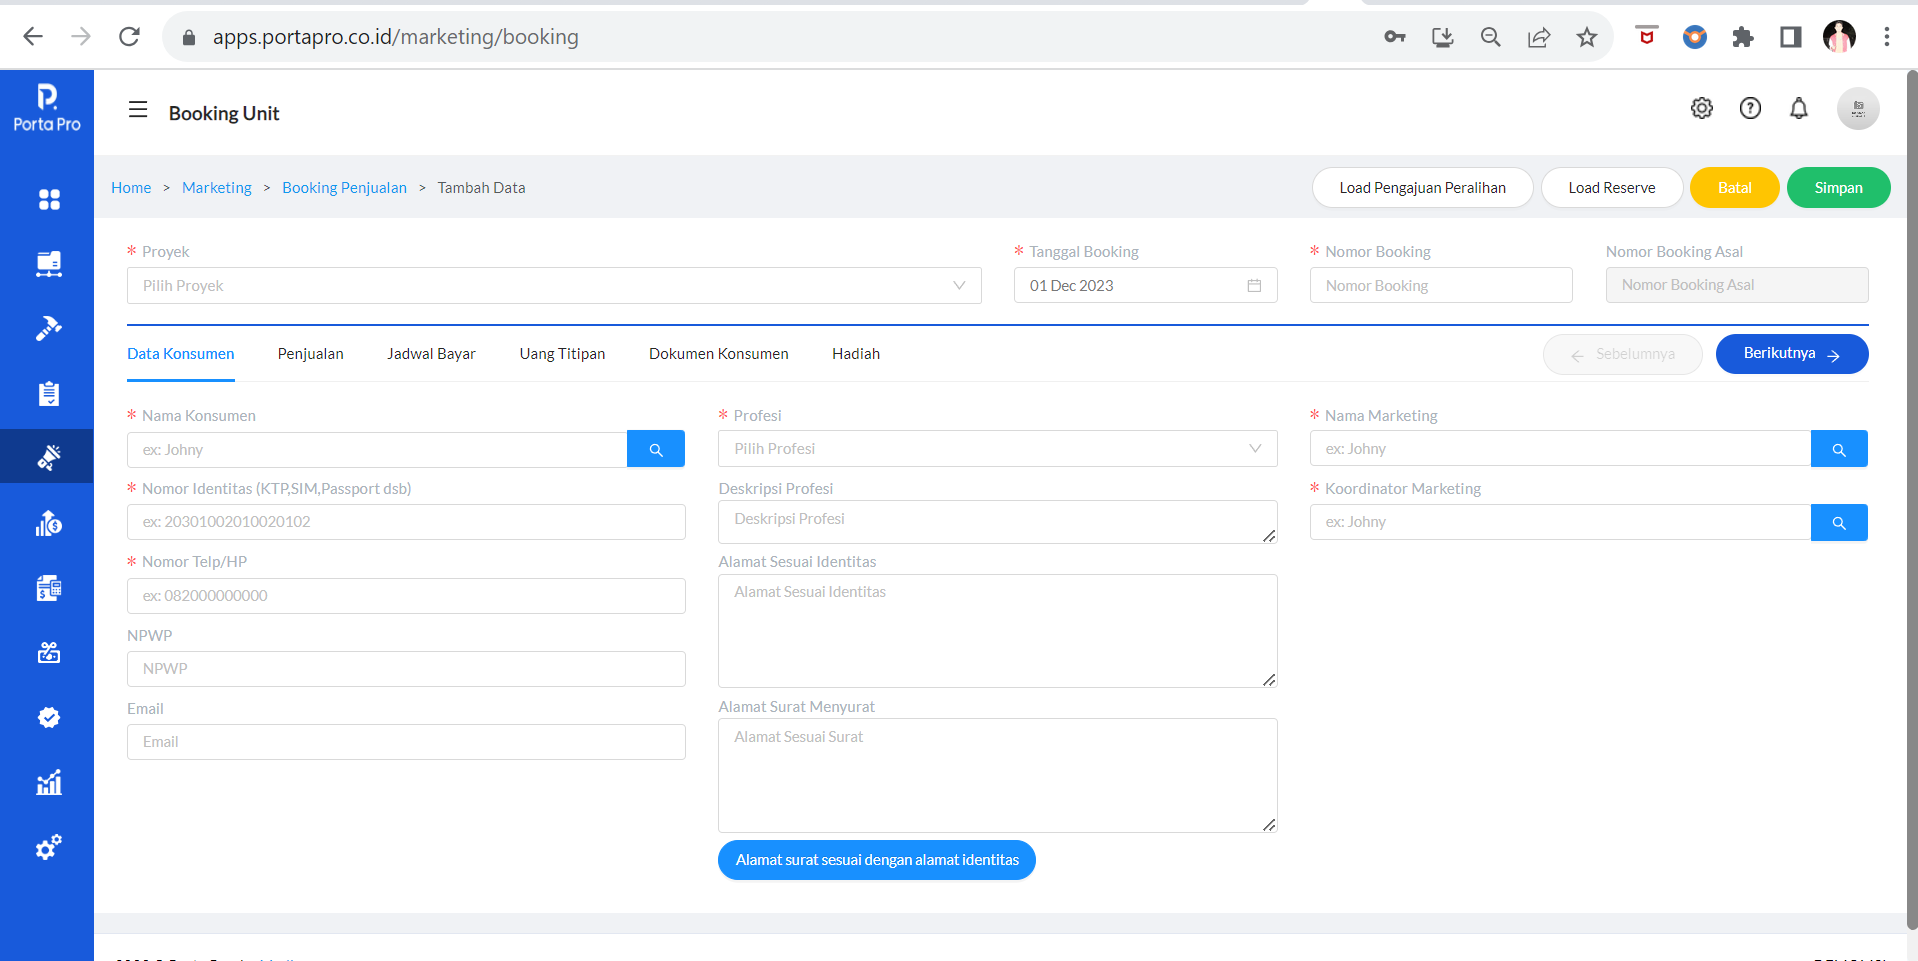 apps.portapro.co.id/marketing/booking
Porta Pro
Booking Unit
Home > Marketing > Booking Penjualan > Tambah Data
Load Pengajuan Peralihan
Load Reserve
Batal
Simpan
* Proyek
Pilih Proyek
* Tanggal Booking
01 Dec 2023
* Nomor Booking
Nomor Booking
Nomor Booking Asal
Nomor Booking Asal
Data Konsumen
Penjualan
Jadwal Bayar
Uang Titipan
Dokumen Konsumen
Hadiah
Sebelumnya
Berikutnya
* Nama Konsumen
ex: Johny
* Nomor Identitas (KTP,SIM,Passport dsb)
ex: 20301002010020102
* Nomor Telp/HP
ex: 082000000000
NPWP
NPWP
Email
Email
* Profesi
Pilih Profesi
Deskripsi Profesi
Deskripsi Profesi
Alamat Sesuai Identitas
Alamat Sesuai Identitas
Alamat Surat Menyurat
Alamat Sesuai Surat
Alamat surat sesuai dengan alamat identitas
* Nama Marketing
ex: Johny
* Koordinator Marketing
ex: Johny